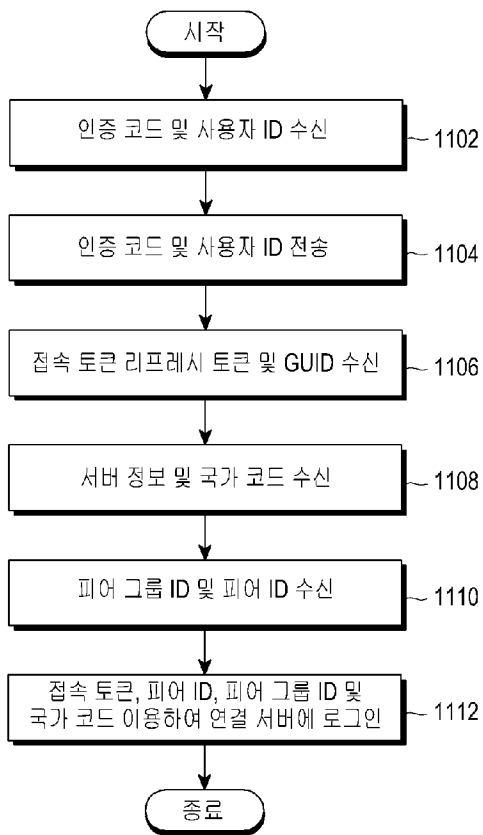 시작
인증 코드 및 사용자 ID 수신
1102
인증 코드 및 사용자 ID 전송
1104
접속 토큰 리프레시 토큰 및 GUID 수신
1106
서버 정보 및 국가 코드 수신
1108
피어 그룹 ID 및 피어 ID 수신
1110
접속 토큰, 피어 ID, 피어 그룹 ID 및
국가 코드 이용하여 연결 서버에 로그인
1112
종료